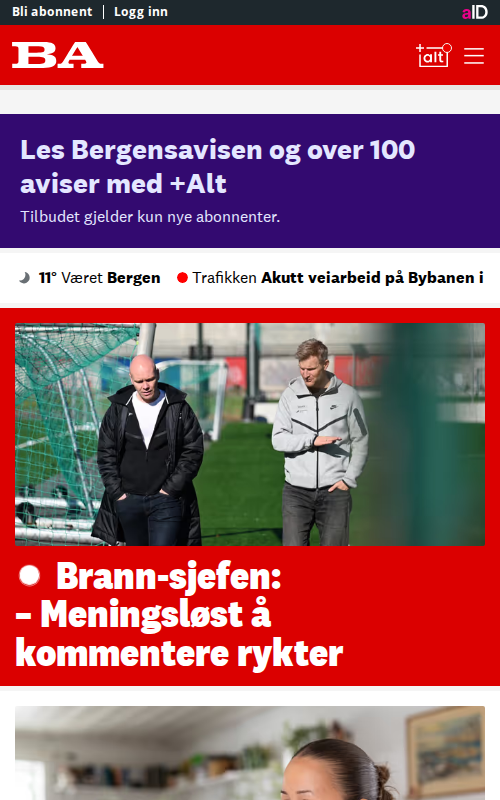 Bli abonnent | Logg inn
aID
BA
+alt
Les Bergensavisen og over 100
aviser med +Alt
Tilbudet gjelder kun nye abonnenter.
11° Været Bergen
Trafikken Akutt veiarbeid på Bybanen i
Brann-sjefen:
– Meningsløst å
kommentere rykter